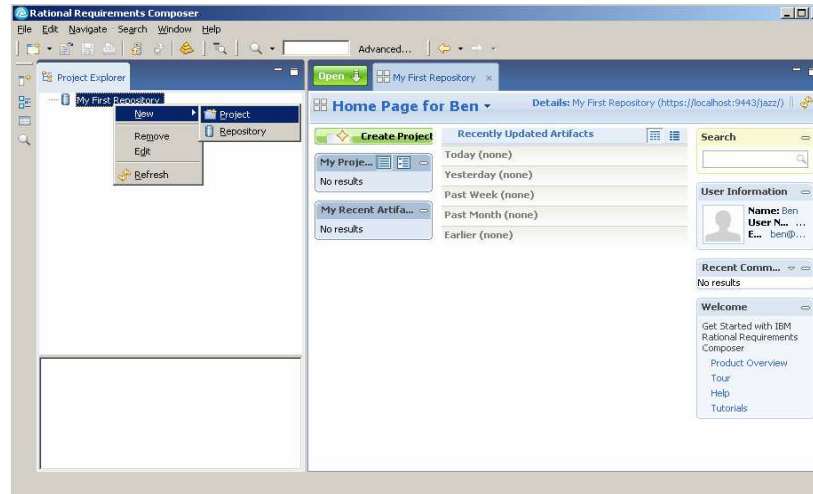 Rational Requirements Composer
File Edit Navigate Search Window Help
Advanced...
Project Explorer
My First Repository
New
Remove
Edit
Refresh
Project
Repository
Open
My First Repository
Home Page for Ben
Details: My First Repository (https://localhost:9443/jazz/)
Create Project
My Proje...
No results
My Recent Artifa...
No results
Recently Updated Artifacts
Today (none)
Yesterday (none)
Past Week (none)
Past Month (none)
Earlier (none)
Search
User Information
Name: Ben
User N... ...
E... ben@...
Recent Comm...
No results
Welcome
Get Started with IBM
Rational Requirements
Composer
Product Overview
Tour
Help
Tutorials